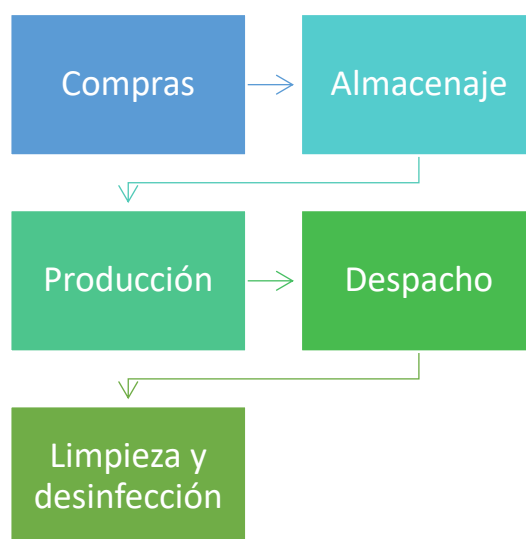 Compras
Almacenaje
Producción
Despacho
Limpieza y
desinfección